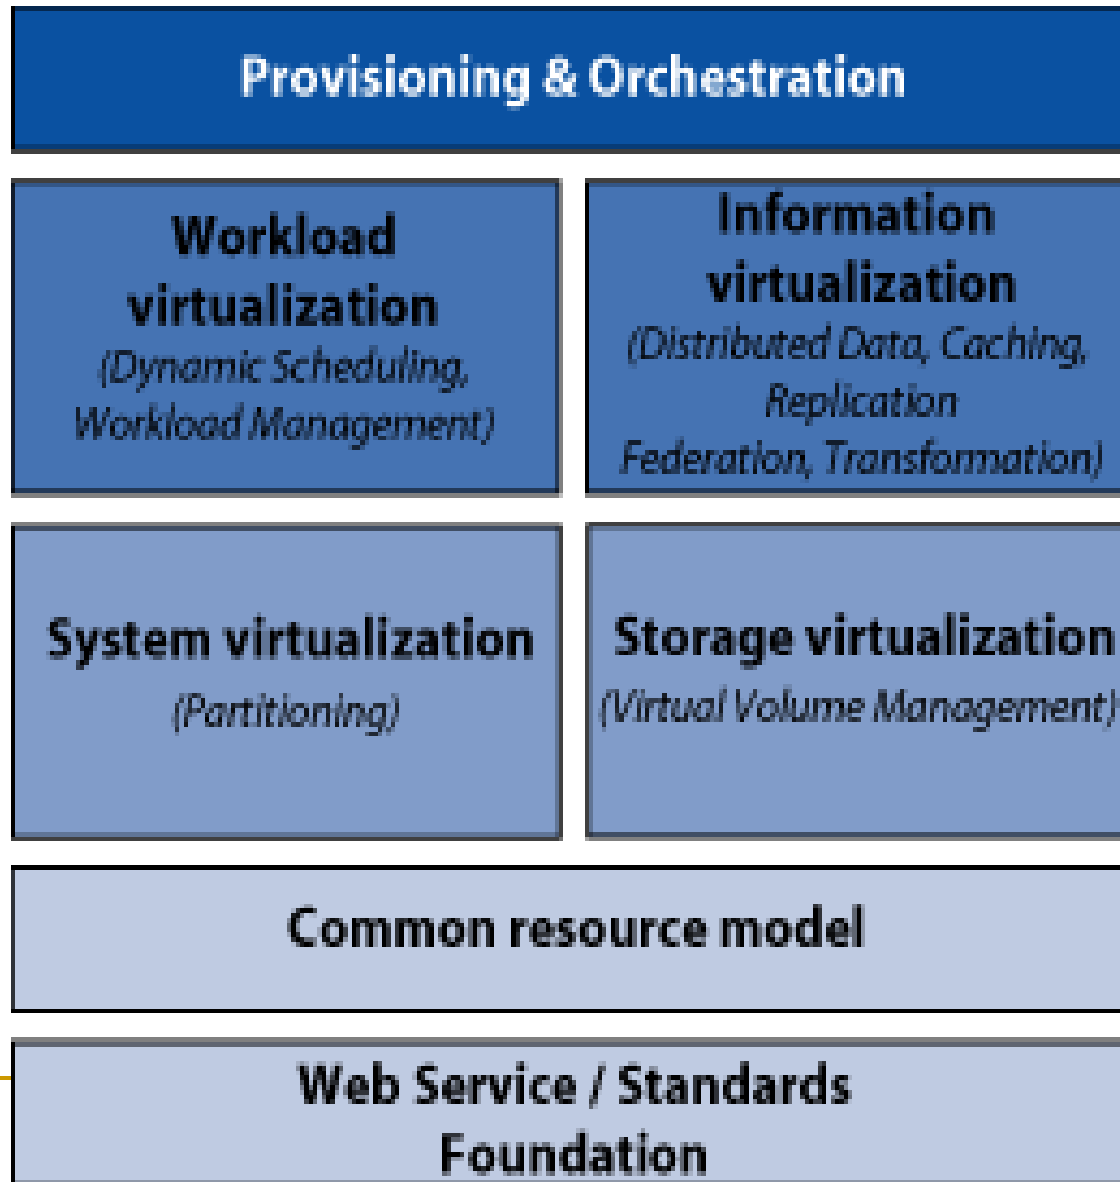 Provisioning & Orchestration
Workload
virtualization
(Dynamic Scheduling,
Workload Management)
Information
virtualization
(Distributed Data, Caching,
Replication
Federation, Transformation)
System virtualization
(Partitioning)
Storage virtualization
(Virtual Volume Management)
Common resource model
Web Service / Standards
Foundation